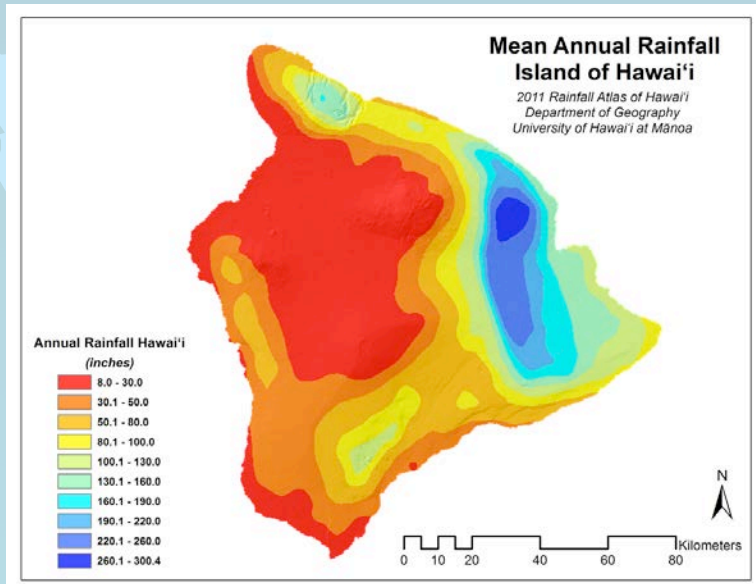 Mean Annual Rainfall
Island of Hawai‘i
2011 Rainfall Atlas of Hawai‘i
Department of Geography
University of Hawai‘i at Mānoa
Annual Rainfall Hawai‘i
(inches)
8.0 - 30.0
30.1 - 50.0
50.1 - 80.0
80.1 - 100.0
100.1 - 130.0
130.1 - 160.0
160.1 - 190.0
190.1 - 220.0
220.1 - 260.0
260.1 - 300.4
N
Kilometers
0 10 20 40 60 80